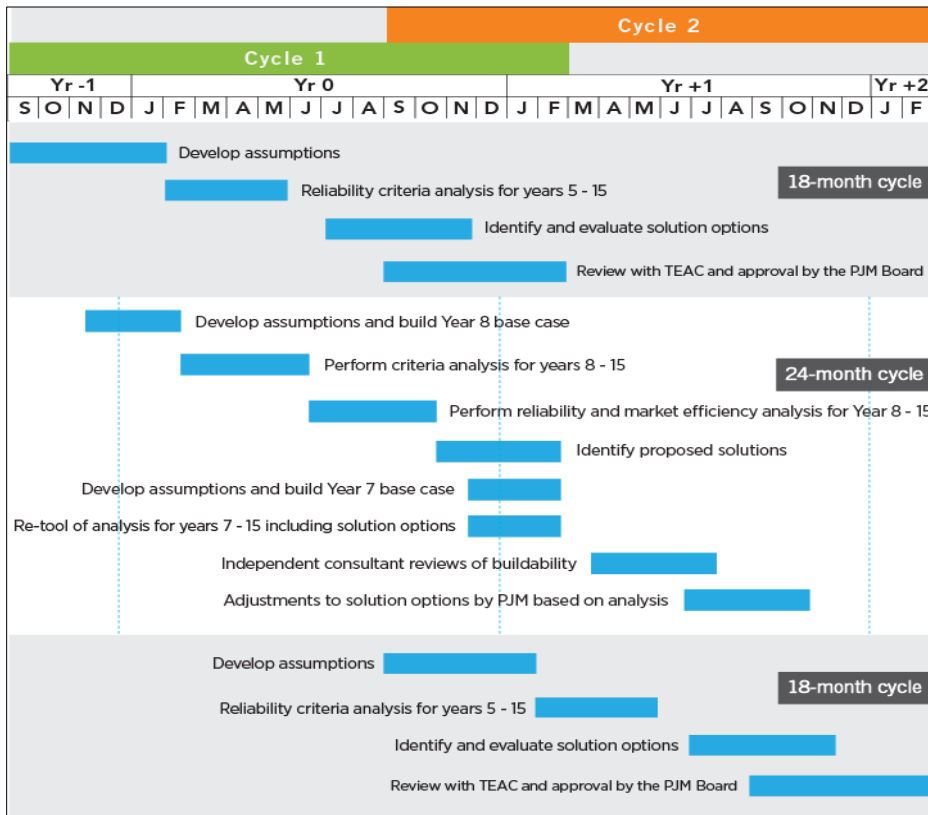 Cycle 2
Cycle 1
Yr -1 Yr 0 Yr +1 Yr +2
S O N D J F M A M J J A S O N D J F M A M J J A S O N D J F
Develop assumptions
18-month cycle
Reliability criteria analysis for years 5 - 15
Identify and evaluate solution options
Review with TEAC and approval by the PJM Board
Develop assumptions and build Year 8 base case
Perform criteria analysis for years 8 - 15
24-month cycle
Perform reliability and market efficiency analysis for Year 8 - 15
Identify proposed solutions
Develop assumptions and build Year 7 base case
Re-tool of analysis for years 7 - 15 including solution options
Independent consultant reviews of buildability
Adjustments to solution options by PJM based on analysis
Develop assumptions
18-month cycle
Reliability criteria analysis for years 5 - 15
Identify and evaluate solution options
Review with TEAC and approval by the PJM Board